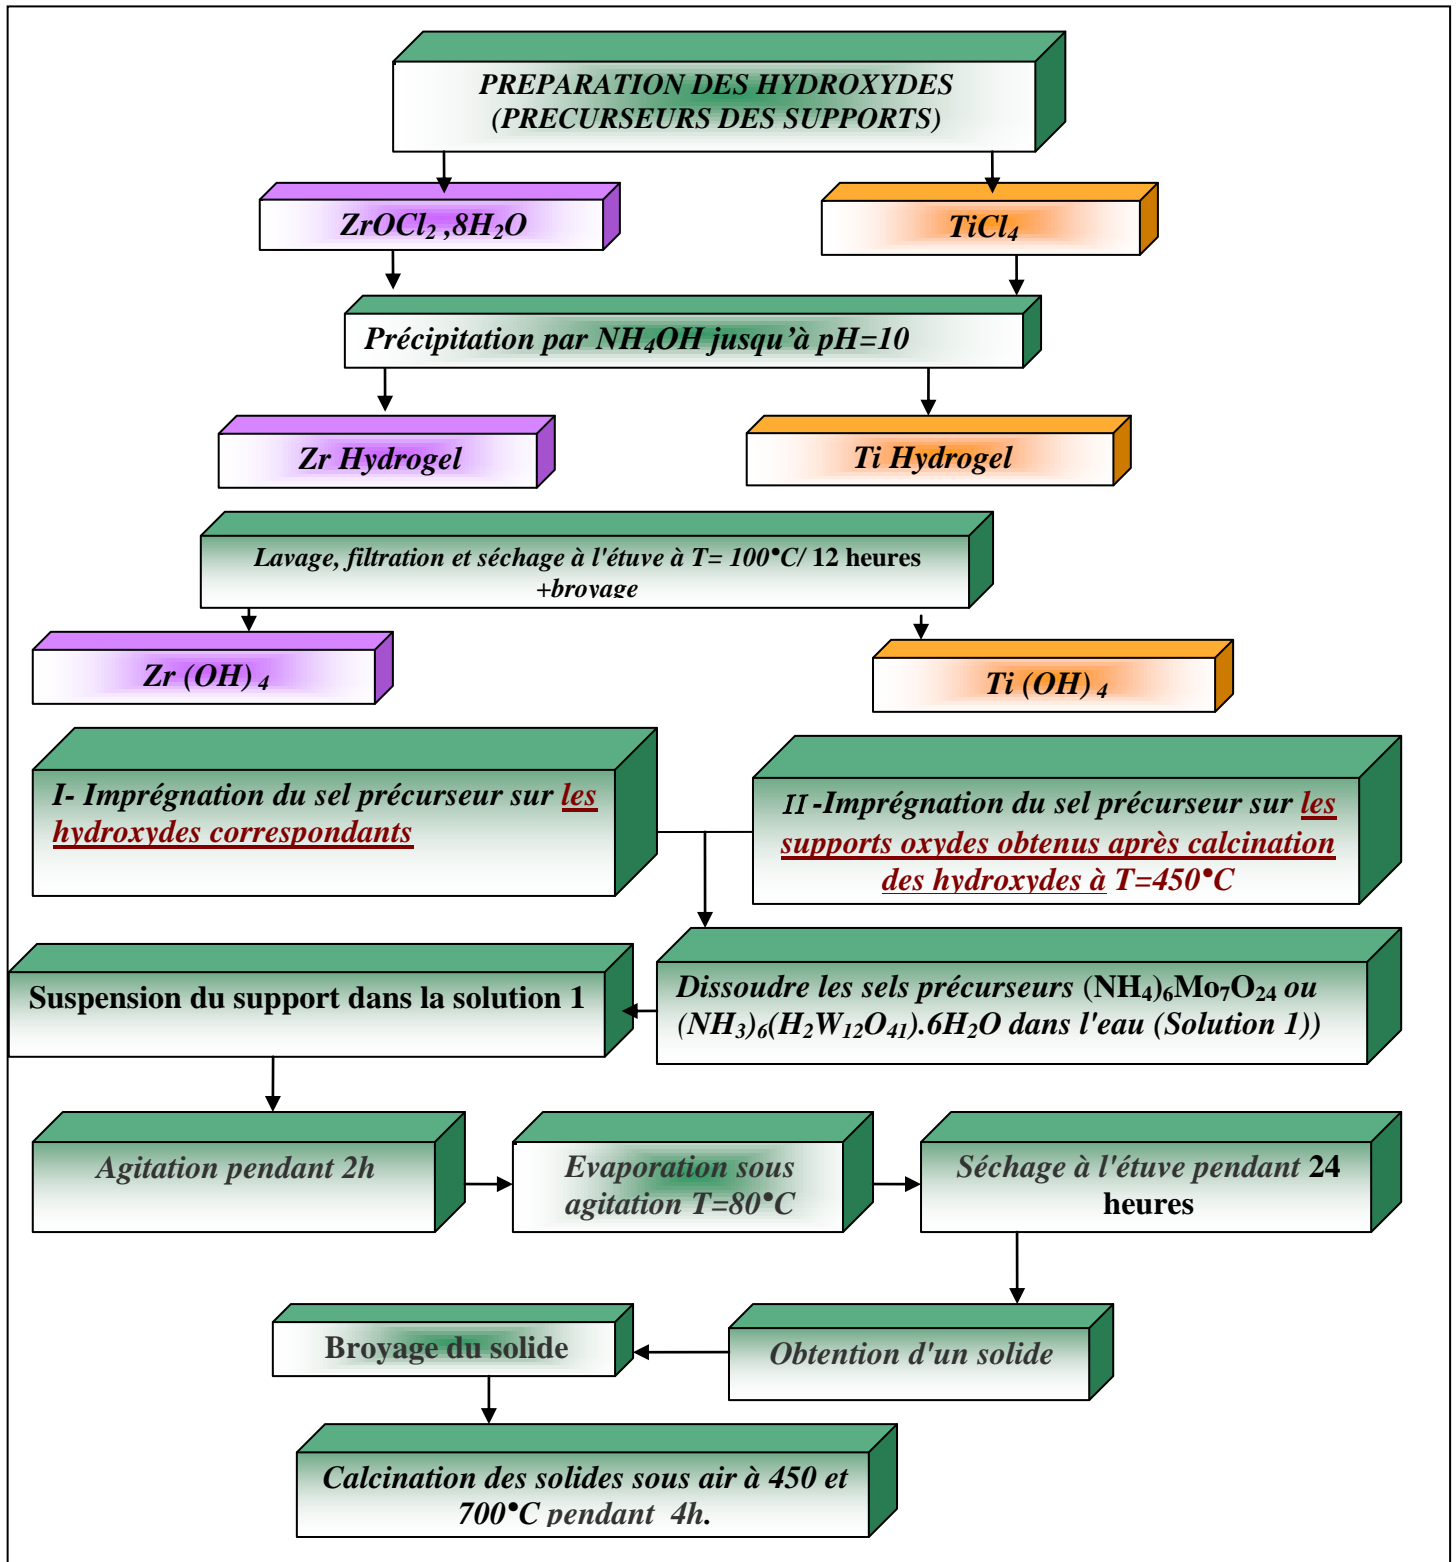 PREPARATION DES HYDROXYDES
(PRECURSEURS DES SUPPORTS)
ZrOCl₂ ,8H₂O
TiCl₄
Précipitation par NH₄OH jusqu'à pH=10
Zr Hydrogel
Ti Hydrogel
Lavage, filtration et séchage à l'étuve à T= 100°C/ 12 heures
+broyage
Zr (OH) ₄
Ti (OH) ₄
I- Imprégnation du sel précurseur sur les
hydroxydes correspondants
II -Imprégnation du sel précurseur sur les
supports oxydes obtenus après calcination
des hydroxydes à T=450°C
Suspension du support dans la solution 1
Dissoudre les sels précurseurs (NH₄)₆Mo₇O₂₄ ou
(NH₃)₆(H₂W₁₂O₄₁).6H₂O dans l'eau (Solution 1))
Agitation pendant 2h
Evaporation sous
agitation T=80°C
Séchage à l'étuve pendant 24
heures
Broyage du solide
Obtention d'un solide
Calcination des solides sous air à 450 et
700°C pendant 4h.